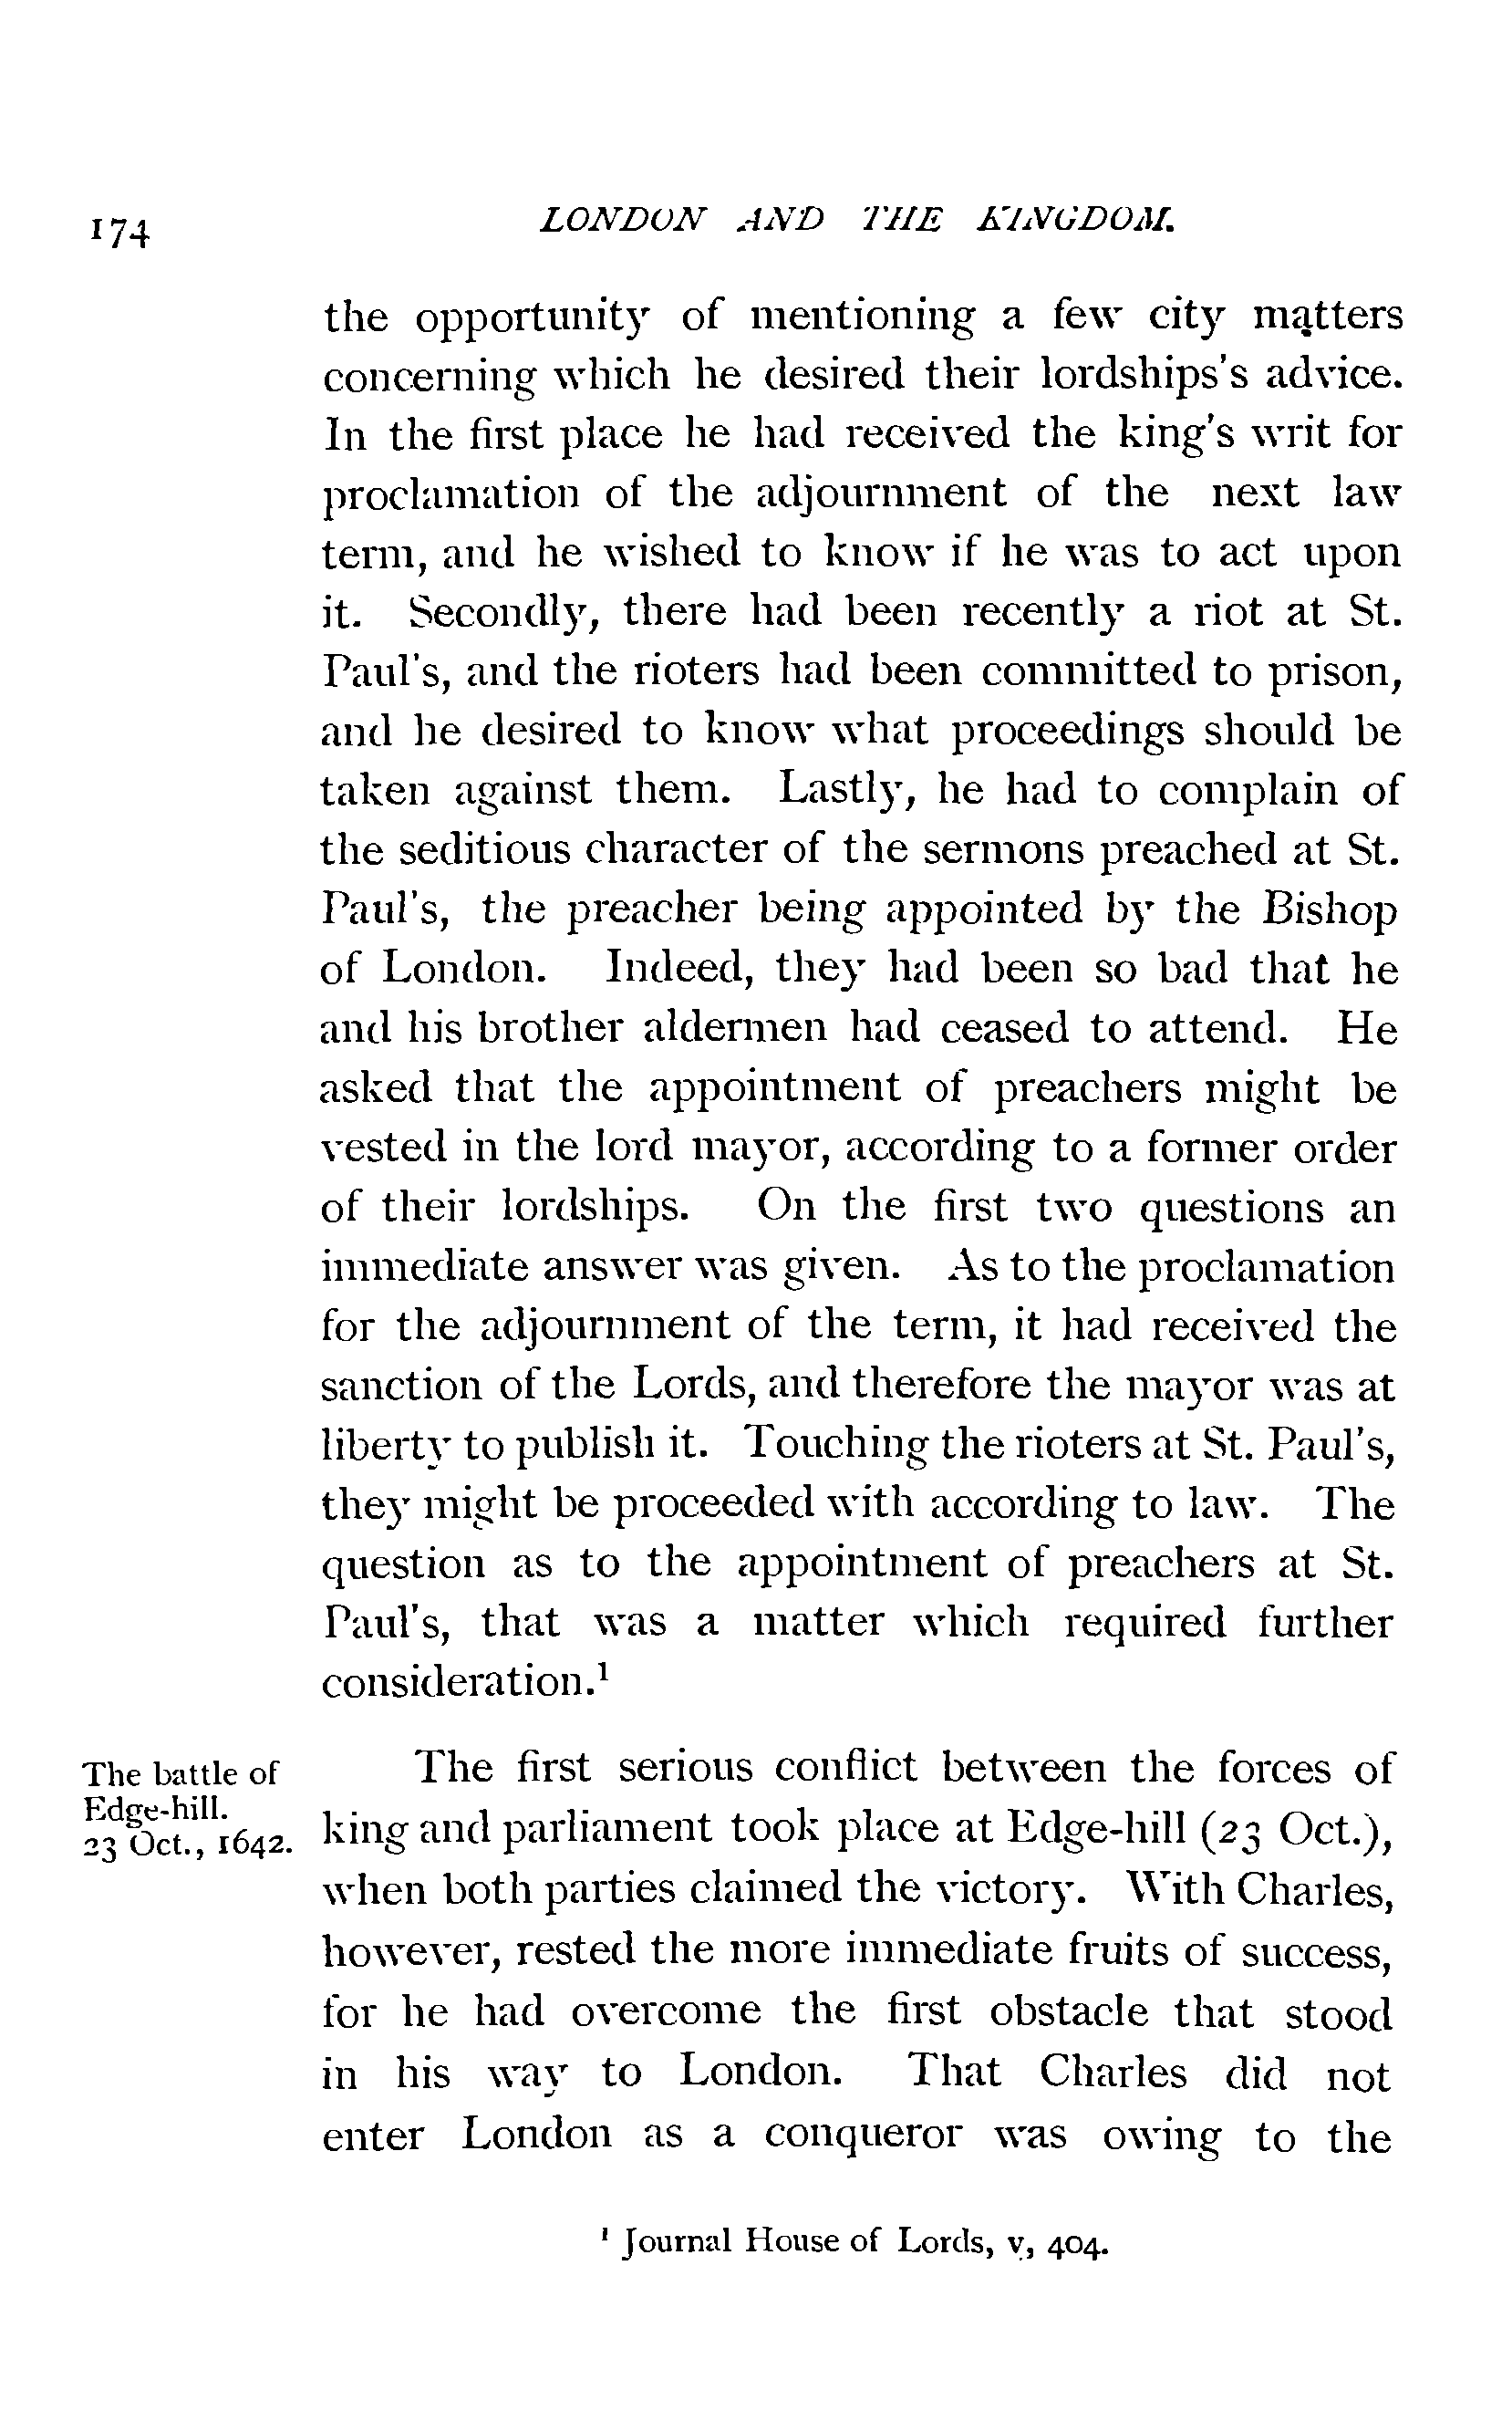 174
LONDON AND THE KINGDOM.
the opportunity of mentioning a few city matters
concerning which he desired their lordships's advice.
In the first place he had received the king's writ for
proclamation of the adjournment of the next law
term, and he wished to know if he was to act upon
it. Secondly, there had been recently a riot at St.
Paul's, and the rioters had been committed to prison,
and he desired to know what proceedings should be
taken against them. Lastly, he had to complain of
the seditious character of the sermons preached at St.
Paul's, the preacher being appointed by the Bishop
of London. Indeed, they had been so bad that he
and his brother aldermen had ceased to attend. He
asked that the appointment of preachers might be
vested in the lord mayor, according to a former order
of their lordships. On the first two questions an
immediate answer was given. As to the proclamation
for the adjournment of the term, it had received the
sanction of the Lords, and therefore the mayor was at
liberty to publish it. Touching the rioters at St. Paul's,
they might be proceeded with according to law. The
question as to the appointment of preachers at St.
Paul's, that was a matter which required further
consideration.¹
The battle of
Edge-hill.
23 Oct., 1642.
The first serious conflict between the forces of
king and parliament took place at Edge-hill (23 Oct.),
when both parties claimed the victory. With Charles,
however, rested the more immediate fruits of success,
for he had overcome the first obstacle that stood
in his way to London. That Charles did not
enter London as a conqueror was owing to the
¹ Journal House of Lords, v, 404.